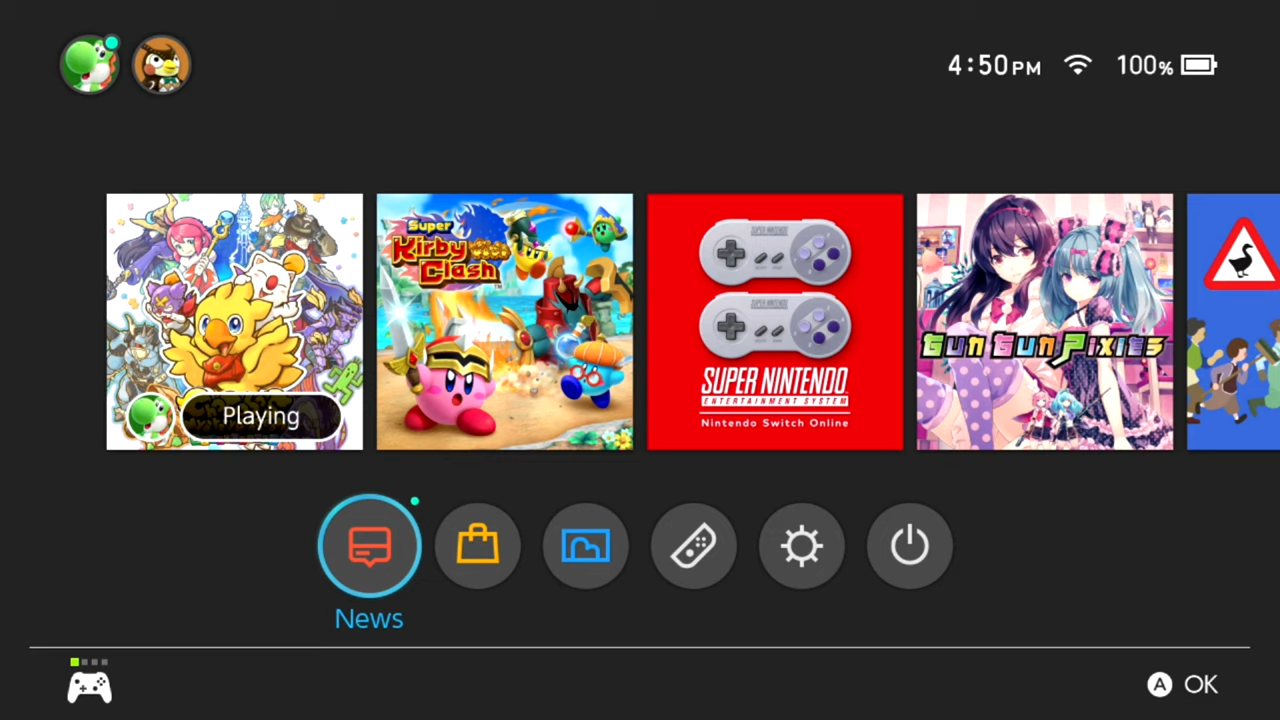 4:50PM 100%
Super
Kirby
Clash
SUPER NINTENDO
ENTERTAINMENT SYSTEM
Nintendo Switch Online
GUN GUN PIXIES
Playing
News
A OK